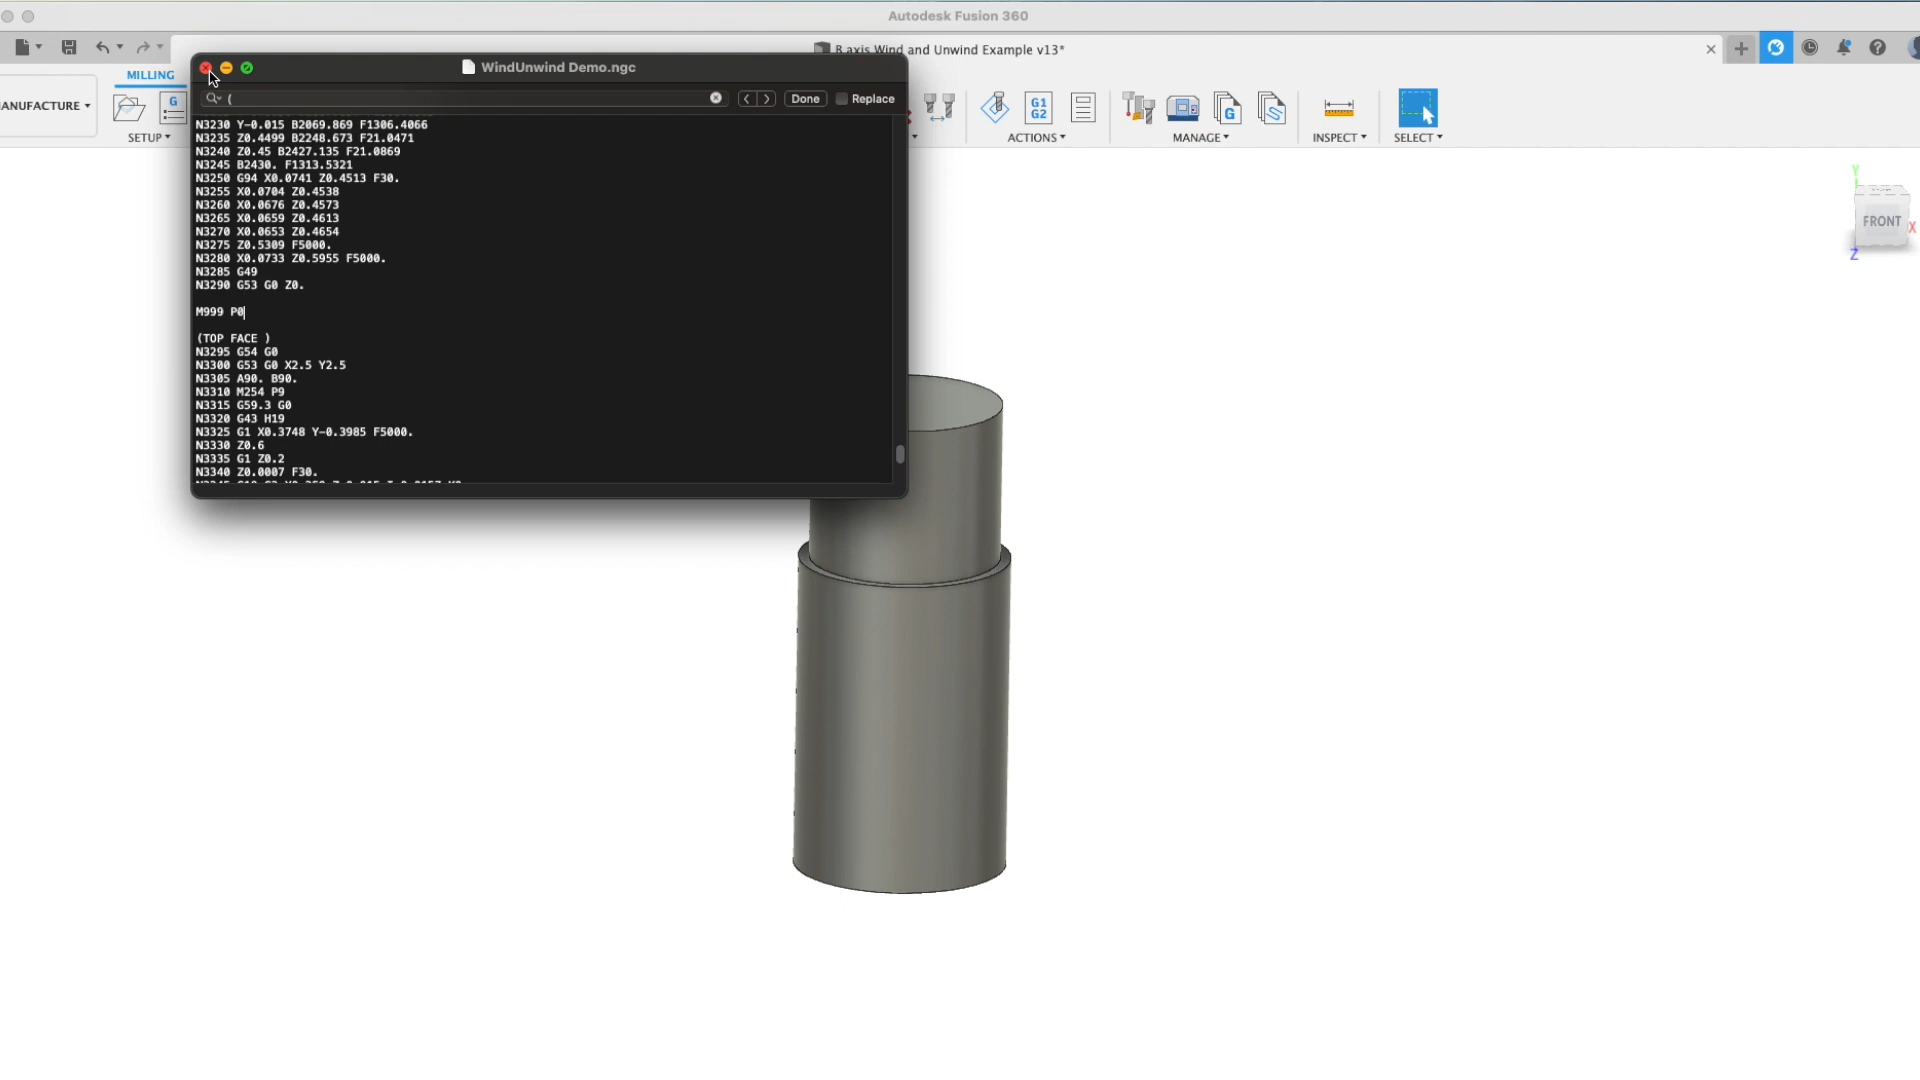 Autodesk Fusion 360
B axis Wind and Unwind Example v13*
MILLING
MANUFACTURE
SETUP
ACTIONS
MANAGE
INSPECT
SELECT
G1
G2
WindUnwind Demo.ngc
(
Done
Replace
N3230 Y-0.015 B2069.869 F1306.4066
N3235 Z0.4499 B2248.673 F21.0471
N3240 Z0.45 B2427.135 F21.0869
N3245 B2430. F1313.5321
N3250 G94 X0.0741 Z0.4513 F30.
N3255 X0.0704 Z0.4538
N3260 X0.0676 Z0.4573
N3265 X0.0659 Z0.4613
N3270 X0.0653 Z0.4654
N3275 Z0.5309 F5000.
N3280 X0.0733 Z0.5955 F5000.
N3285 G49
N3290 G53 G0 Z0.
M999 P0
(TOP FACE )
N3295 G54 G0
N3300 G53 G0 X2.5 Y2.5
N3305 A90. B90.
N3310 M254 P9
N3315 G59.3 G0
N3320 G43 H19
N3325 G1 X0.3748 Y-0.3985 F5000.
N3330 Z0.6
N3335 G1 Z0.2
N3340 Z0.0007 F30.
Y
FRONT
X
Z